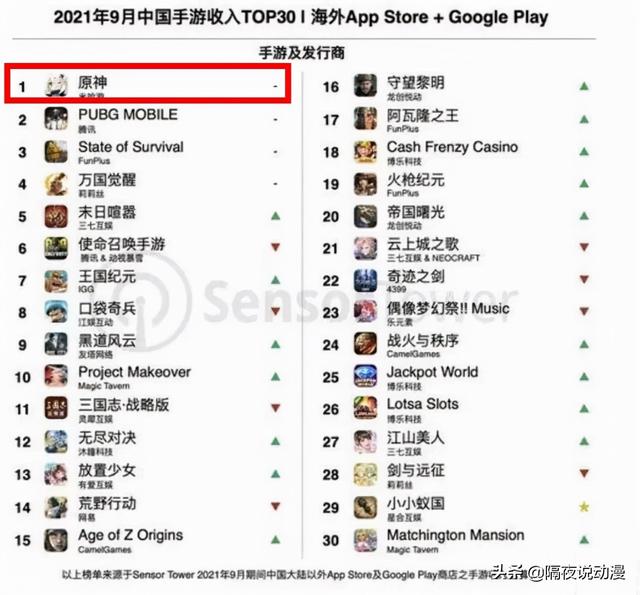 2021年9月中国手游收入TOP30 | 海外App Store + Google Play
手游及发行商
1 原神 -
米哈游
2 PUBG MOBILE -
腾讯
3 State of Survival -
FunPlus
4 万国觉醒 -
莉莉丝
5 末日喧嚣 ▲
三七互娱
6 使命召唤手游 ▼
腾讯 & 动视暴雪
7 王国纪元 ▲
IGG
8 口袋奇兵 ▼
江娱互动
9 黑道风云 ▲
友塔网络
10 Project Makeover ▲
Magic Tavern
11 三国志·战略版 ▼
灵犀互娱
12 无尽对决 ▲
沐瞳科技
13 放置少女 ▲
有爱互娱
14 荒野行动 ▼
网易
15 Age of Z Origins ▲
CamelGames
16 守望黎明 ▲
龙创悦动
17 阿瓦隆之王 ▲
FunPlus
18 Cash Frenzy Casino ▲
博乐科技
19 火枪纪元 ▲
FunPlus
20 帝国曙光 ▲
龙创悦动
21 云上城之歌 ▼
三七互娱 & NEOCRAFT
22 奇迹之剑 ▼
4399
23 偶像梦幻祭!! Music ▼
乐元素
24 战火与秩序 ▲
CamelGames
25 Jackpot World ▲
博乐科技
26 Lotsa Slots ▲
博乐科技
27 江山美人 ▲
三七互娱
28 剑与远征 ▼
莉莉丝
29 小小蚁国 ★
星合互娱
30 Matchington Mansion ▲
Magic Tavern
SensorTower
以上榜单来源于Sensor Tower 2021年9月期间中国大陆以外App Store及Google Play商店之手游
头条@隔夜说动漫